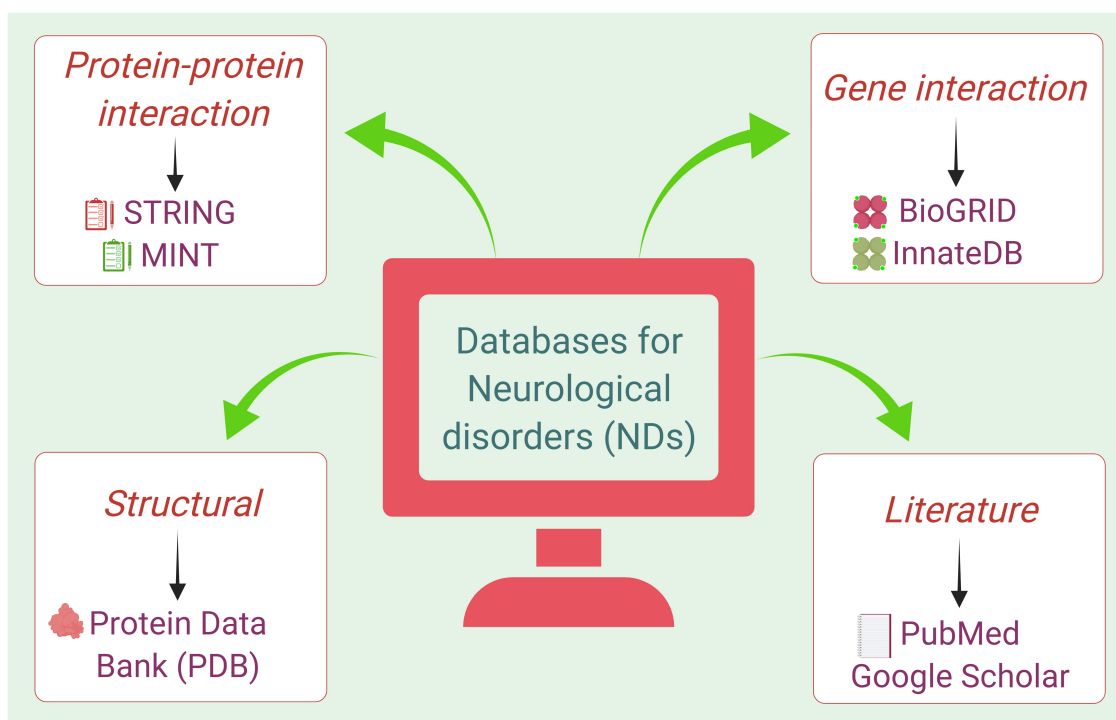 Protein-protein
interaction
STRING
MINT
Gene interaction
BioGRID
InnateDB
Databases for
Neurological
disorders (NDs)
Structural
Protein Data
Bank (PDB)
Literature
PubMed
Google Scholar